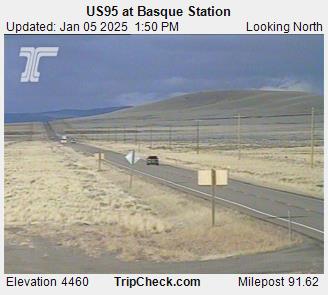 US95 at Basque Station
Updated: Jan 05 2025 1:50 PM Looking North
Elevation 4460 TripCheck.com Milepost 91.62